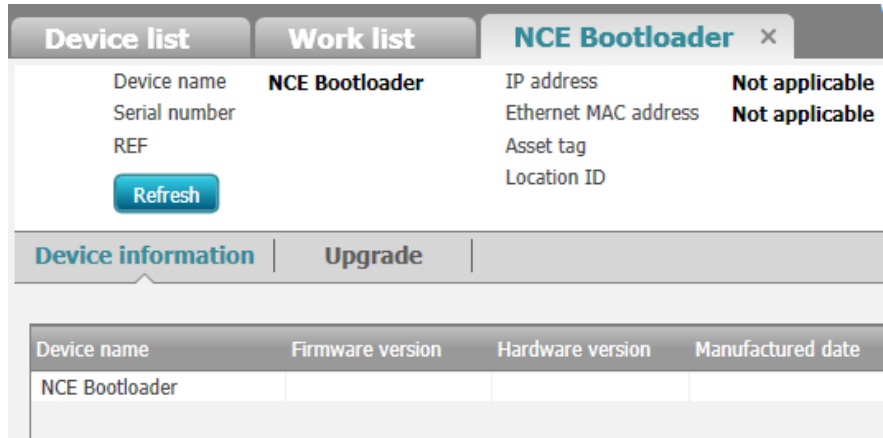 Device list Work list NCE Bootloader ×
Device name NCE Bootloader IP address Not applicable
Serial number Ethernet MAC address Not applicable
REF Asset tag
Location ID
Refresh
Device information Upgrade
Device name Firmware version Hardware version Manufactured date
NCE Bootloader